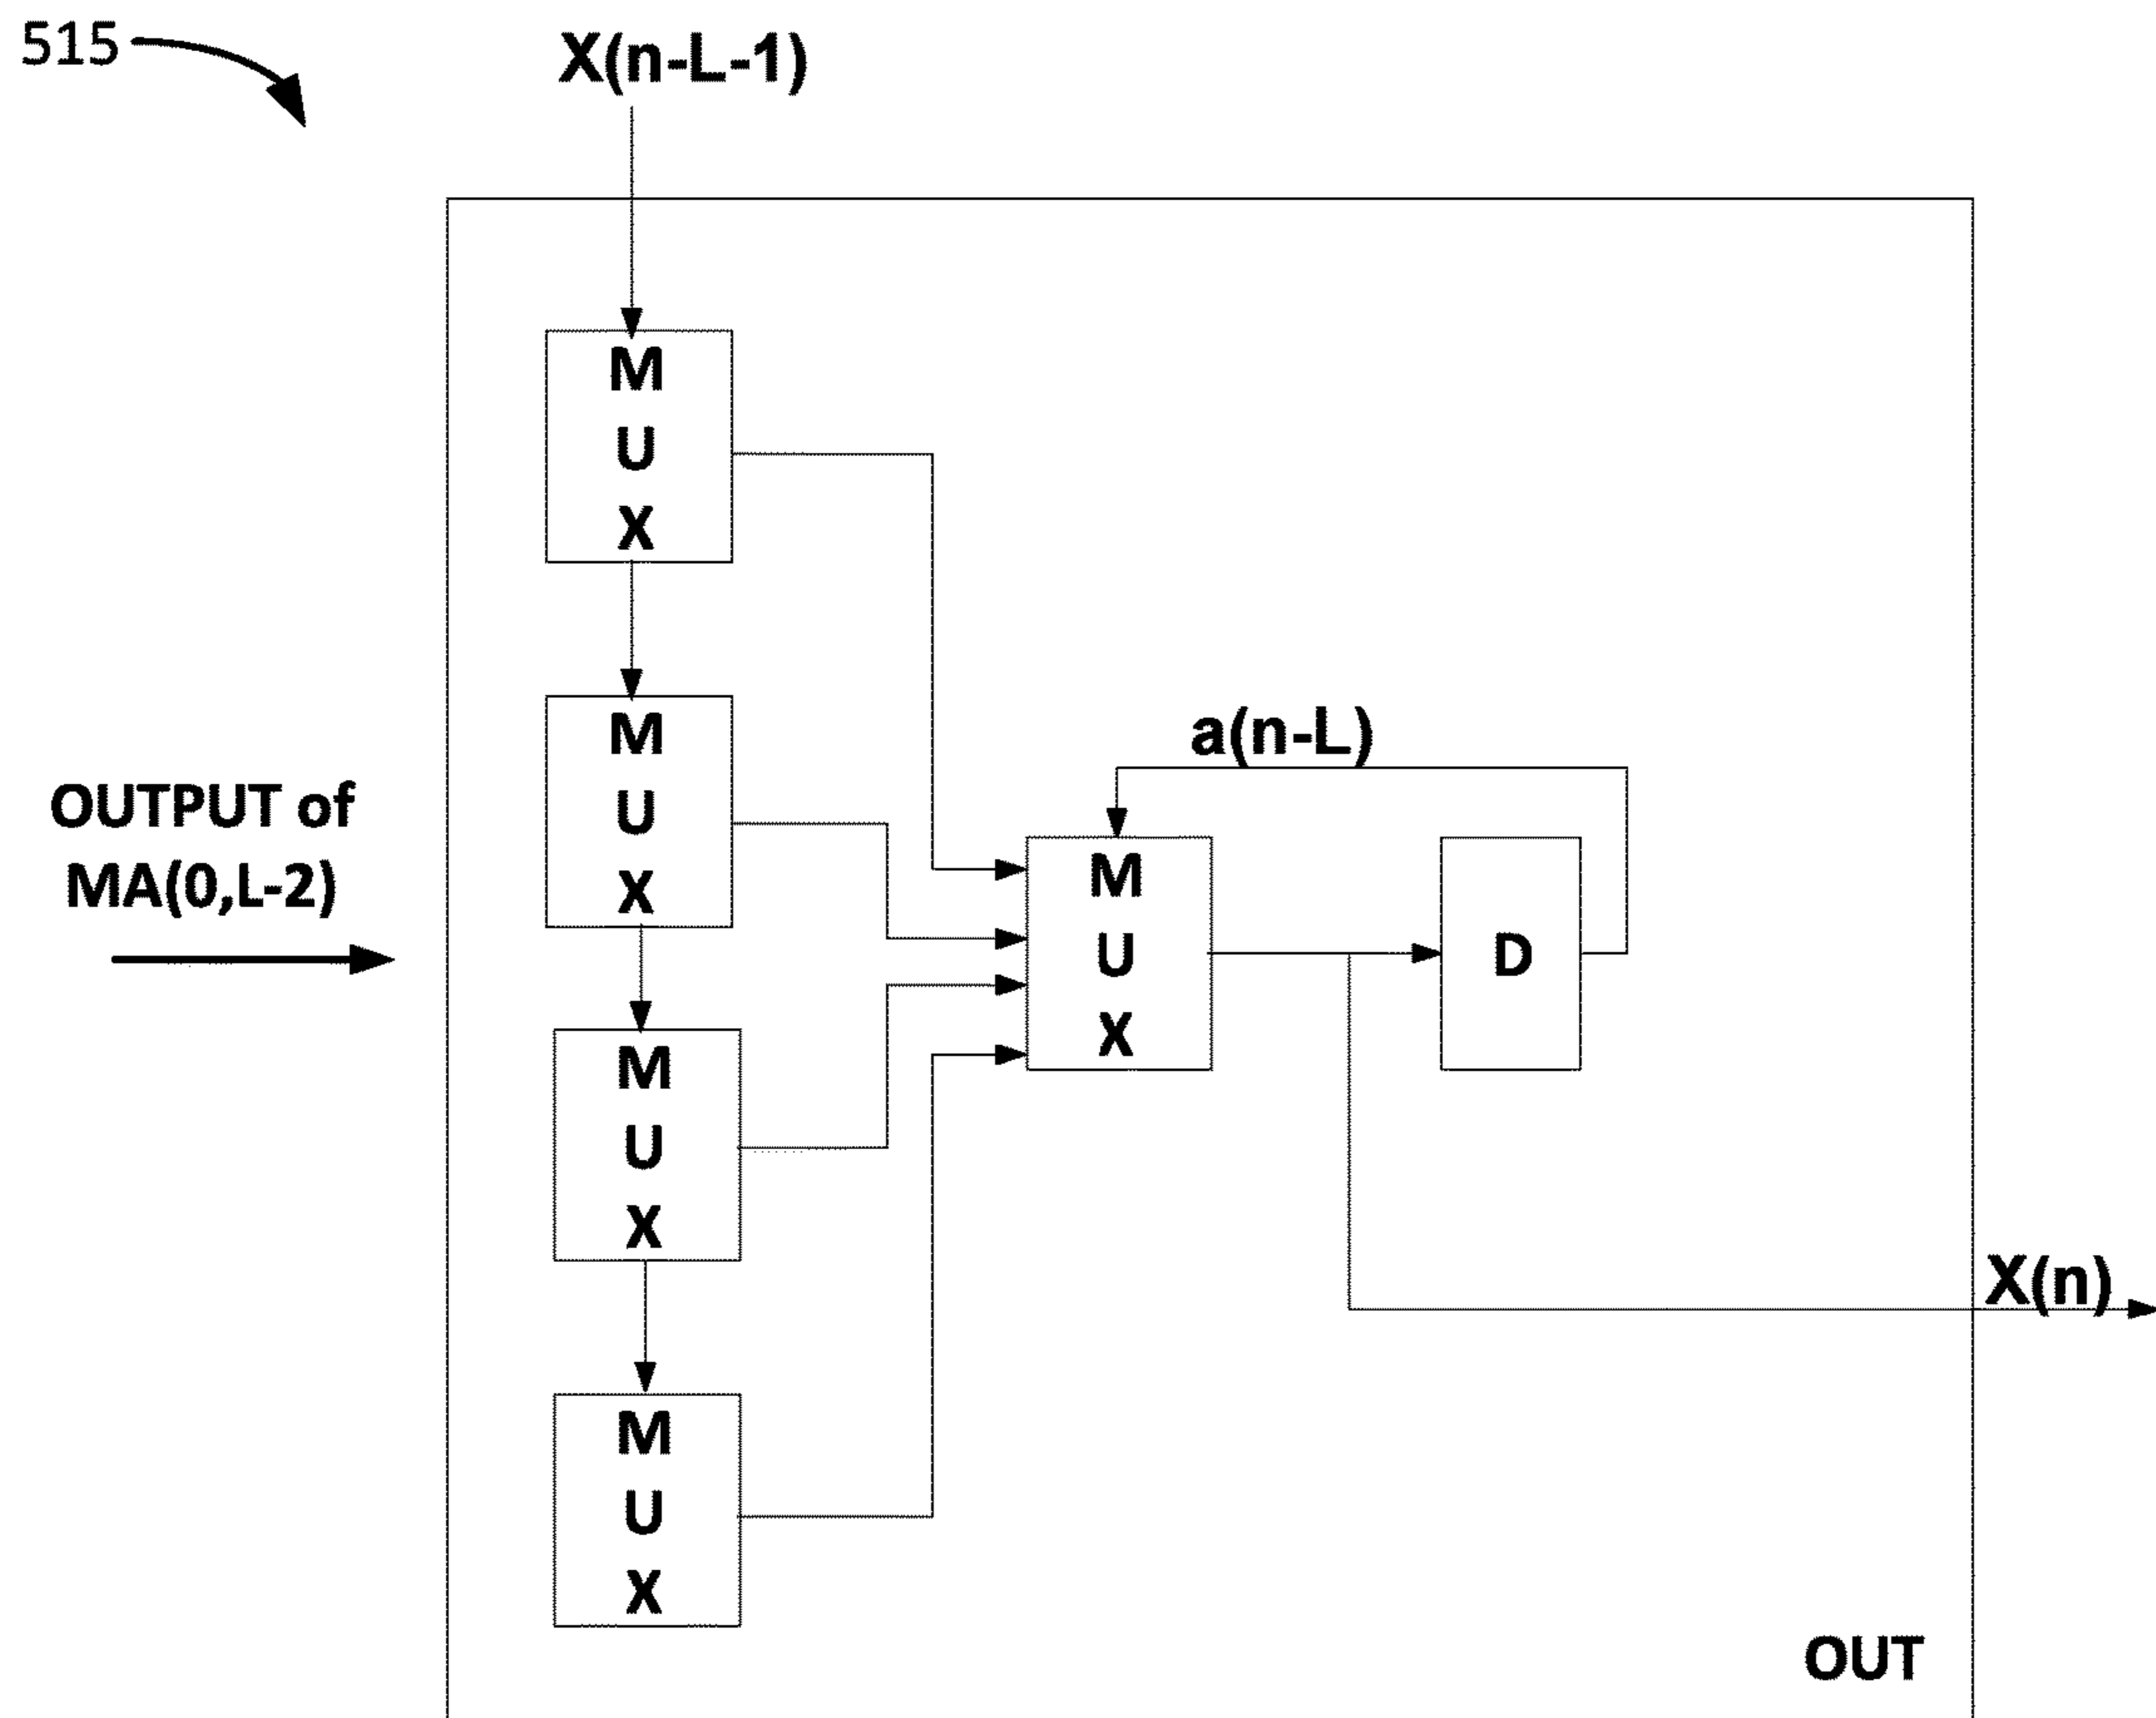 515
X(n-L-1)
M
U
X
M
U
X
a(n-L)
OUTPUT of
MA(0,L-2)
M
U
X
D
M
U
X
X(n)
M
U
X
OUT